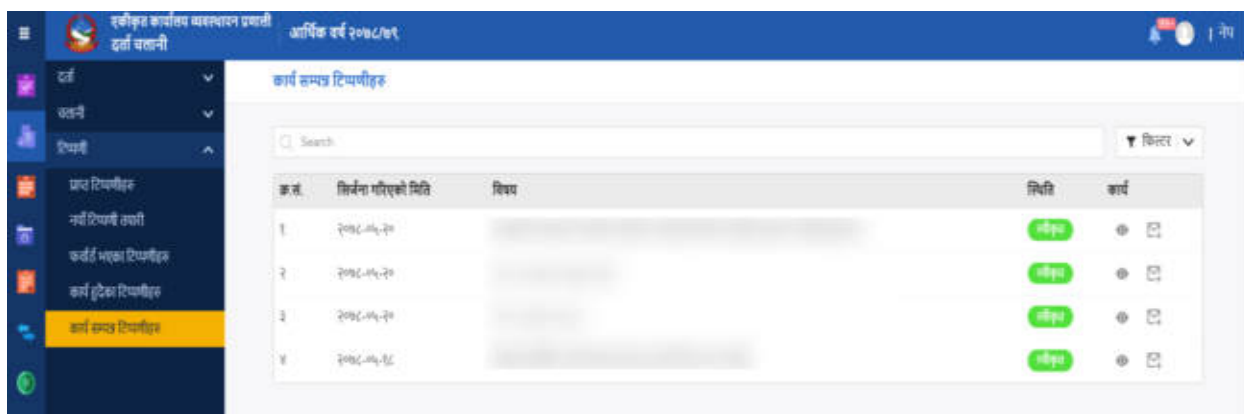 एकीकृत कार्यालय व्यवस्थापन प्रणाली
दर्ता चलानी
आर्थिक वर्ष २०७८/७९
| नेप
दर्ता
चलानी
टिप्पणी
प्राप्त टिप्पणीहरु
नयाँ टिप्पणी तयारी
फर्वार्ड भएका टिप्पणीहरु
कार्य हुदैका टिप्पणीहरु
कार्य सम्पन्न टिप्पणीहरु
कार्य सम्पन्न टिप्पणीहरु
Search
फिल्टर
क्र.सं. सिर्जना गरिएको मिति विषय स्थिति कार्य
१ २०७८-०५-२० स्वीकृत
२ २०७८-०५-२० स्वीकृत
३ २०७८-०५-२० स्वीकृत
४ २०७८-०५-१८ स्वीकृत